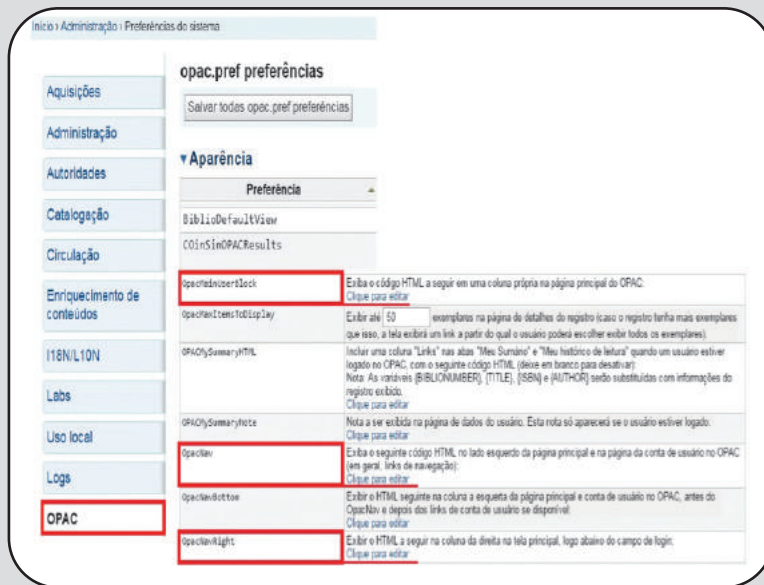 Início › Administração › Preferências do sistema
opac.pref preferências
Salvar todas opac.pref preferências
Aquisições
Administração
Autoridades
Catalogação
Circulação
Enriquecimento de
conteúdos
I18N/L10N
Labs
Uso local
Logs
OPAC
Aparência
Preferência
BiblioDefaultView
COinSinOPACResults
OpacMainUserBlock
Exiba o código HTML a seguir em uma coluna própria na página principal do OPAC:
Clique para editar
OpacMaxItemsToDisplay
Exibir até 50 exemplares na página de detalhes do registro (caso o registro tenha mais exemplares
que isso, a tela exibirá um link a partir do qual o usuário poderá escolher exibir todos os exemplares).
OPACMySummaryHTML
Incluir uma coluna "Links" nas abas "Meu Sumário" e "Meu histórico de leitura" quando um usuário estiver
logado no OPAC, com o seguinte código HTML (deixe em branco para desativar):
Nota: As variáveis {BIBLIONUMBER}, {TITLE}, {ISBN} e {AUTHOR} serão substituídas com informações do
registro exibido.
Clique para editar
OPACMySummaryNote
Nota a ser exibida na página de dados do usuário. Esta nota só aparecerá se o usuário estiver logado:
Clique para editar
OpacNav
Exiba o seguinte código HTML no lado esquerdo da página principal e na página da conta de usuário no OPAC
(em geral, links de navegação):
Clique para editar
OpacNavBottom
Exibir o HTML seguinte na coluna a esquerta da página principal e conta de usuário no OPAC, antes do
OpacNav e depois dos links de conta de usuário se disponível:
Clique para editar
OpacNavRight
Exibir o HTML a seguir na coluna da direita na tela principal, logo abaixo do campo de login:
Clique para editar